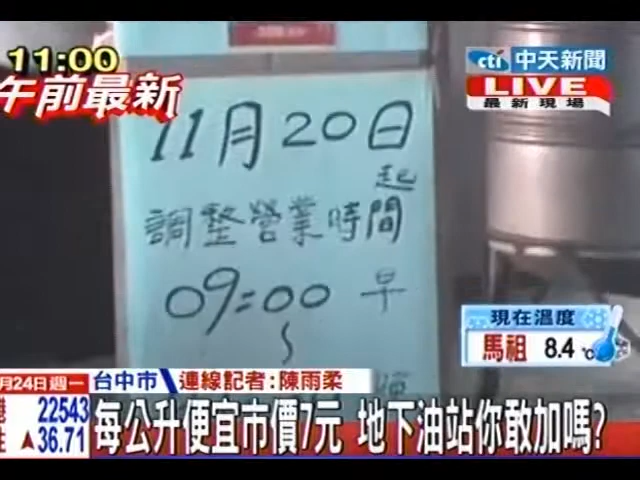 11:00
午前最新
cti 中天新聞
LIVE
最新現場
11月20日
起
調整營業時間
09:00 早
~
現在溫度
馬祖 8.4℃
月24日週一
台中市
連線記者:陳雨柔
22543
▲36.71
每公升便宜市價7元 地下油站你敢加嗎?